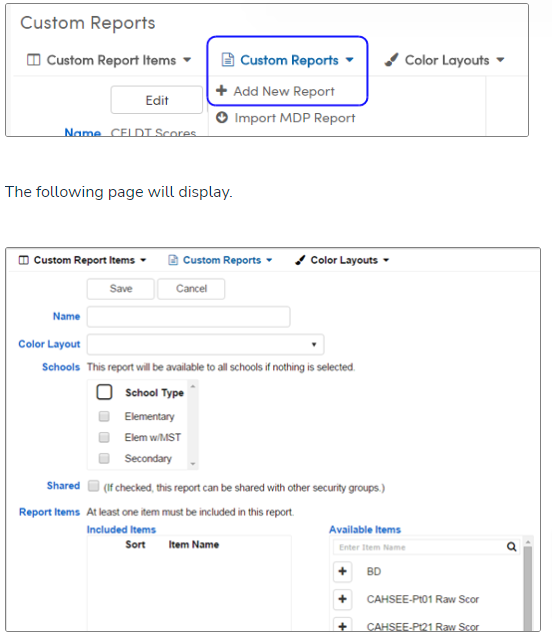 Custom Reports
Custom Report Items Custom Reports Color Layouts
Edit
Add New Report
Import MDP Report
Name CELDT Scores
The following page will display.
Custom Report Items Custom Reports Color Layouts
Save Cancel
Name
Color Layout
Schools This report will be available to all schools if nothing is selected.
School Type
Elementary
Elem w/MST
Secondary
Shared (If checked, this report can be shared with other security groups.)
Report Items At least one item must be included in this report.
Included Items Available Items
Sort Item Name
Enter Item Name
BD
CAHSEE-Pt01 Raw Scor
CAHSEE-Pt21 Raw Scor